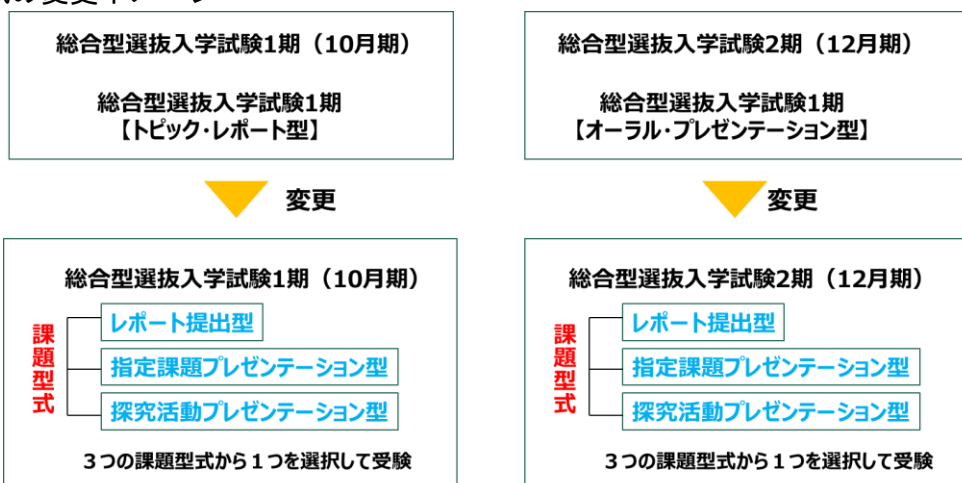 総合型選抜入学試験1期（10月期）
総合型選抜入学試験1期
【トピック・レポート型】
変更
総合型選抜入学試験1期（10月期）
課題型式
レポート提出型
指定課題プレゼンテーション型
探究活動プレゼンテーション型
３つの課題型式から１つを選択して受験
総合型選抜入学試験2期（12月期）
総合型選抜入学試験1期
【オーラル・プレゼンテーション型】
変更
総合型選抜入学試験2期（12月期）
課題型式
レポート提出型
指定課題プレゼンテーション型
探究活動プレゼンテーション型
３つの課題型式から１つを選択して受験